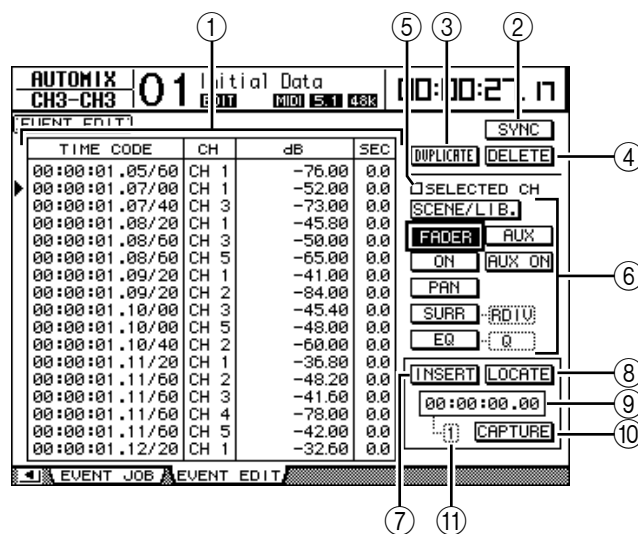 ① ⑤ ③ ②
AUTOMIX
CH3-CH3
01 Initial Data
EDIT MIDI 5.1 48k
00:00:27.17
EVENT EDIT
SYNC
DUPLICATE DELETE
④
TIME CODE CH dB SEC
00:00:01.05/60 CH 1 -76.00 0.0
00:00:01.07/00 CH 1 -52.00 0.0
00:00:01.07/40 CH 3 -73.00 0.0
00:00:01.08/20 CH 1 -45.80 0.0
00:00:01.08/60 CH 3 -50.00 0.0
00:00:01.08/60 CH 5 -65.00 0.0
00:00:01.09/20 CH 1 -41.00 0.0
00:00:01.09/20 CH 2 -84.00 0.0
00:00:01.10/00 CH 3 -45.40 0.0
00:00:01.10/00 CH 5 -48.00 0.0
00:00:01.10/40 CH 2 -60.00 0.0
00:00:01.11/20 CH 1 -36.80 0.0
00:00:01.11/60 CH 2 -48.20 0.0
00:00:01.11/60 CH 3 -41.60 0.0
00:00:01.11/60 CH 4 -78.00 0.0
00:00:01.11/60 CH 5 -42.00 0.0
00:00:01.12/20 CH 1 -32.60 0.0
SELECTED CH
SCENE/LIB.
FADER AUX
ON AUX ON
PAN
SURR RDIV
EQ Q
⑥
INSERT LOCATE
⑧
00:00:00.00
⑨
1 CAPTURE
⑩
EVENT JOB EVENT EDIT
⑦ ⑪